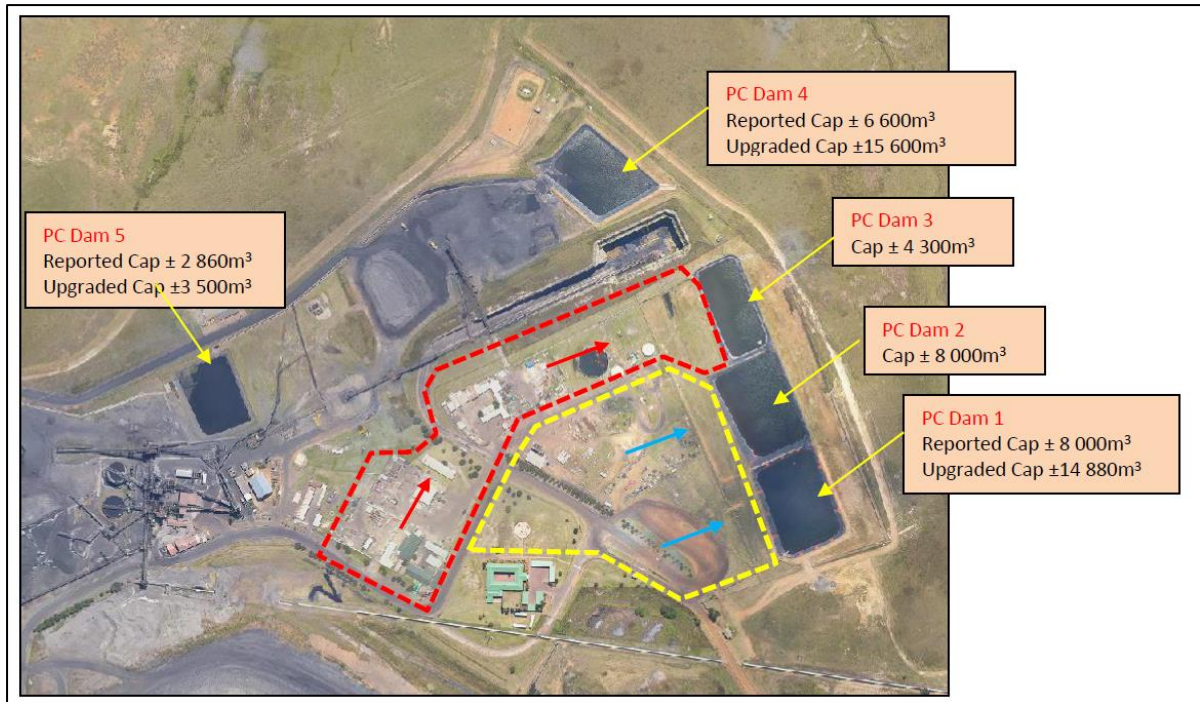 PC Dam 4
Reported Cap ± 6 600m³
Upgraded Cap ±15 600m³
PC Dam 3
Cap ± 4 300m³
PC Dam 5
Reported Cap ± 2 860m³
Upgraded Cap ±3 500m³
PC Dam 2
Cap ± 8 000m³
PC Dam 1
Reported Cap ± 8 000m³
Upgraded Cap ±14 880m³